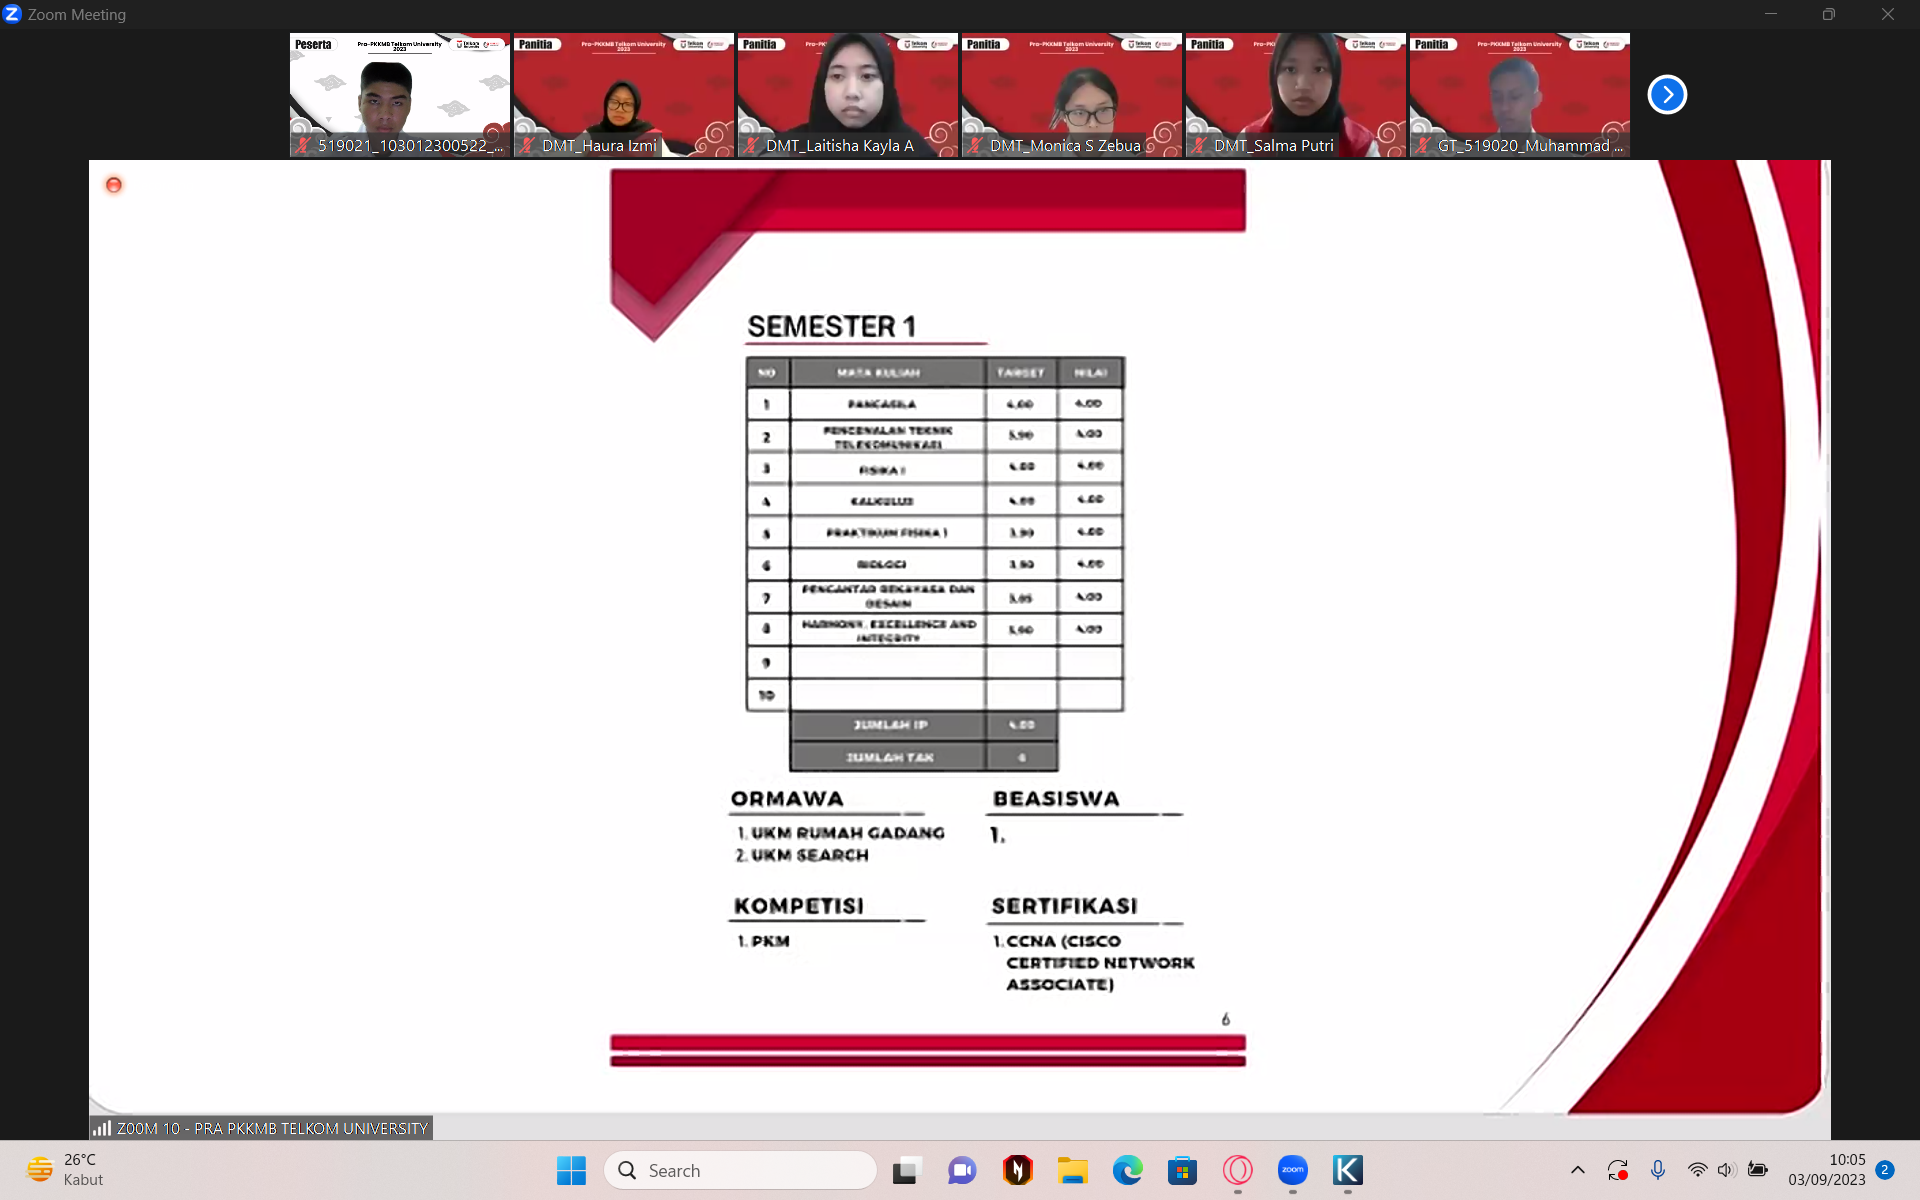 Zoom Meeting
Peserta
Pra-PKKMB Telkom University
2023
519021_103012300522_...
Panitia
Pra-PKKMB Telkom University
2023
DMT_Haura Izmi
Panitia
DMT_Laitisha Kayla A
Panitia
Pra-PKKMB Telkom University
2023
DMT_Monica S Zebua
Panitia
DMT_Salma Putri
Panitia
Pra-PKKMB Telkom University
2023
GT_519020_Muhammad ...
SEMESTER 1
NO MATA KULIAH TARGET NILAI
1 PANCASILA 4.00 4.00
2 PENGENALAN TEKNIK TELEKOMUNIKASI 3.90 4.00
3 FISIKA 1 4.00 4.00
4 KALKULUS 4.00 4.00
5 PRAKTIKUM FISIKA 1 3.90 4.00
6 BIOLOGI 3.90 4.00
7 PENGANTAR REKAYASA DAN DESAIN 4.00
8 HARMONY, EXCELLENCE AND INTEGRITY 3.90 4.00
9
10
JUMLAH IP 4.00
JUMLAH TAK
ORMAWA
1. UKM RUMAH GADANG
2. UKM SEARCH
BEASISWA
1.
KOMPETISI
1. PKM
SERTIFIKASI
1. CCNA (CISCO
CERTIFIED NETWORK
ASSOCIATE)
6
ZOOM 10 - PRA PKKMB TELKOM UNIVERSITY
26°C
Kabut
Search
zoom
10:05
03/09/2023
2